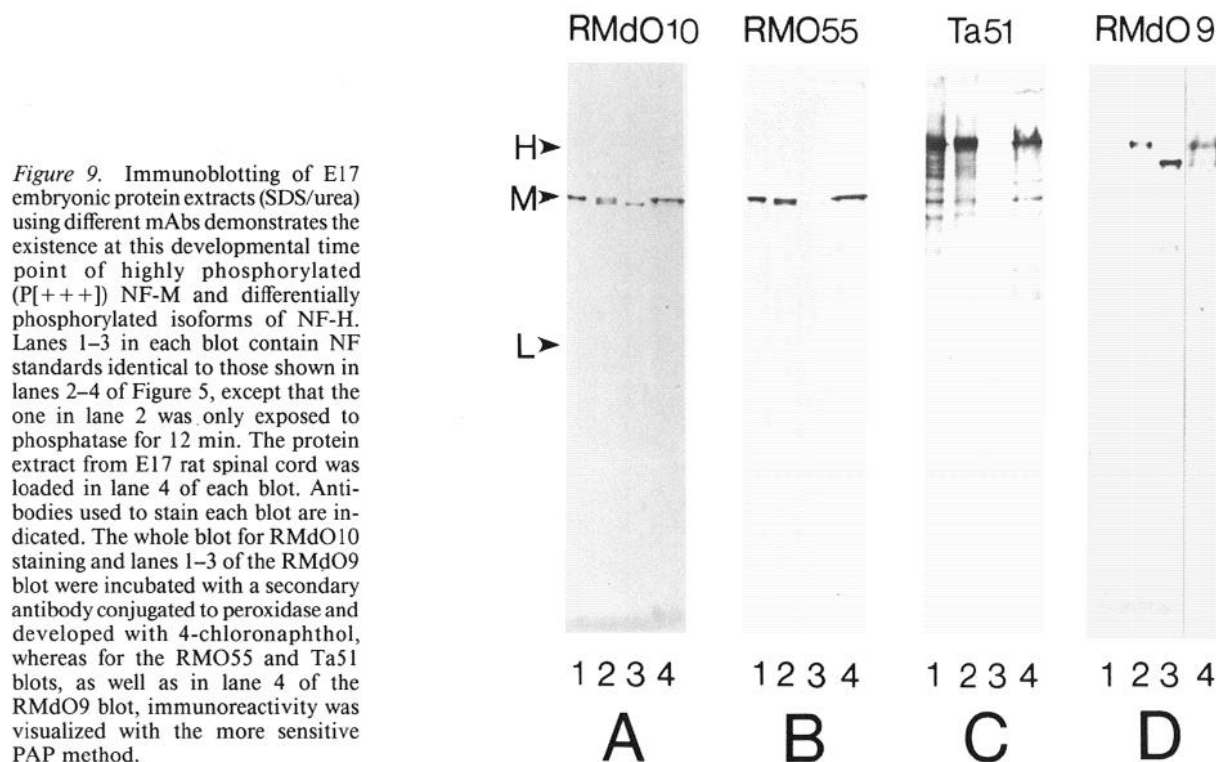 RMdO10 RMO55 Ta51 RMdO9
H➤
M➤
L➤
1 2 3 4 1 2 3 4 1 2 3 4 1 2 3 4
A B C D
Figure 9. Immunoblotting of E17
embryonic protein extracts (SDS/urea)
using different mAbs demonstrates the
existence at this developmental time
point of highly phosphorylated
(P[+++]) NF-M and differentially
phosphorylated isoforms of NF-H.
Lanes 1–3 in each blot contain NF
standards identical to those shown in
lanes 2–4 of Figure 5, except that the
one in lane 2 was only exposed to
phosphatase for 12 min. The protein
extract from E17 rat spinal cord was
loaded in lane 4 of each blot. Anti-
bodies used to stain each blot are in-
dicated. The whole blot for RMdO10
staining and lanes 1–3 of the RMdO9
blot were incubated with a secondary
antibody conjugated to peroxidase and
developed with 4-chloronaphthol,
whereas for the RMO55 and Ta51
blots, as well as in lane 4 of the
RMdO9 blot, immunoreactivity was
visualized with the more sensitive
PAP method.